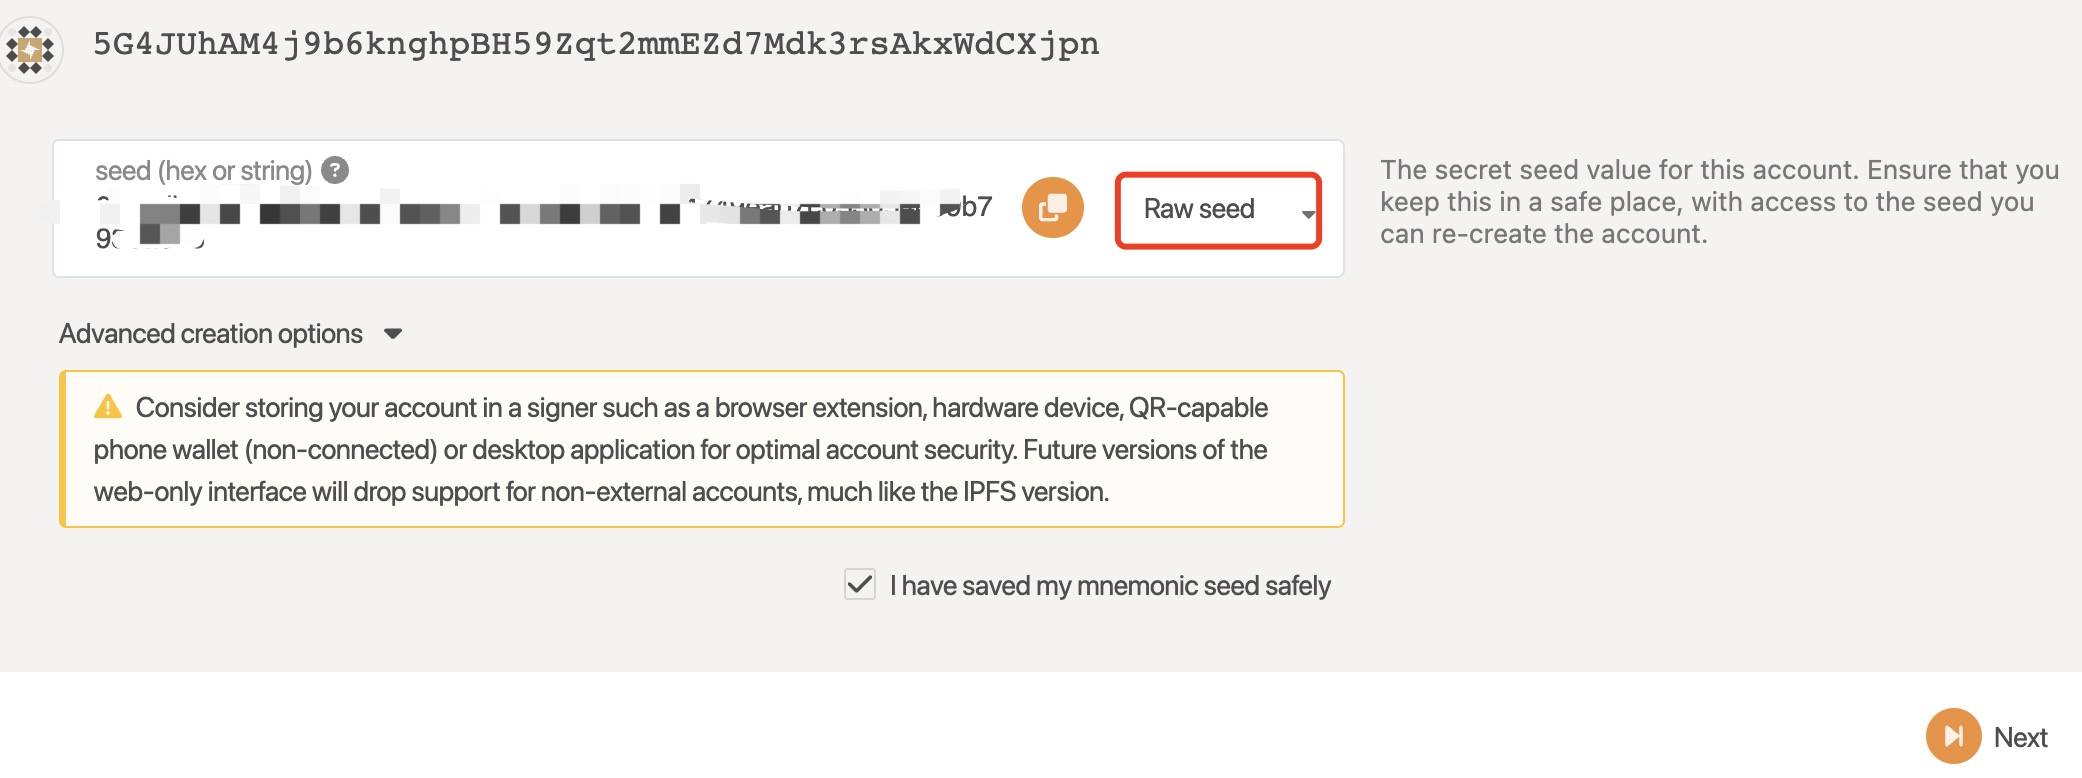 5G4JUhAM4j9b6knghpBH59Zqt2mmEZd7Mdk3rsAkxWdCXjpn
seed (hex or string) ?
Raw seed
The secret seed value for this account. Ensure that you
keep this in a safe place, with access to the seed you
can re-create the account.
Advanced creation options
Consider storing your account in a signer such as a browser extension, hardware device, QR-capable
phone wallet (non-connected) or desktop application for optimal account security. Future versions of the
web-only interface will drop support for non-external accounts, much like the IPFS version.
I have saved my mnemonic seed safely
Next